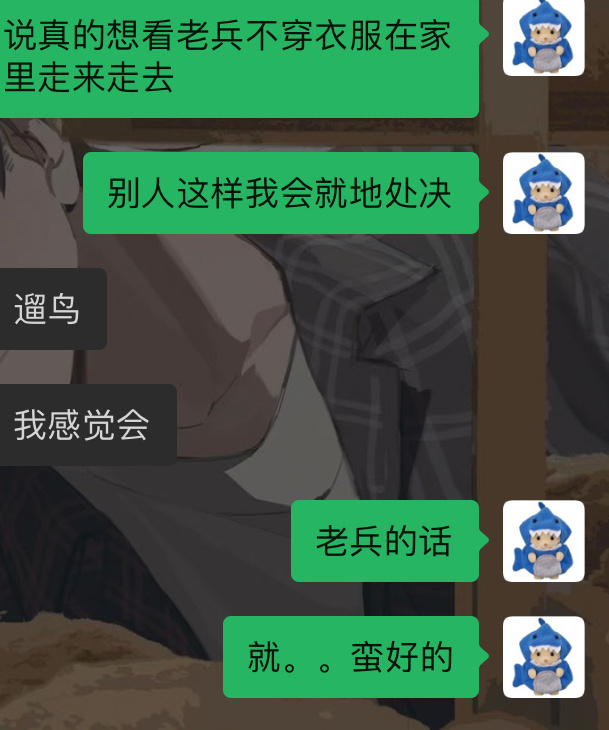 说真的想看老兵不穿衣服在家
里走来走去
别人这样我会就地处决
遛鸟
我感觉会
老兵的话
就。。蛮好的